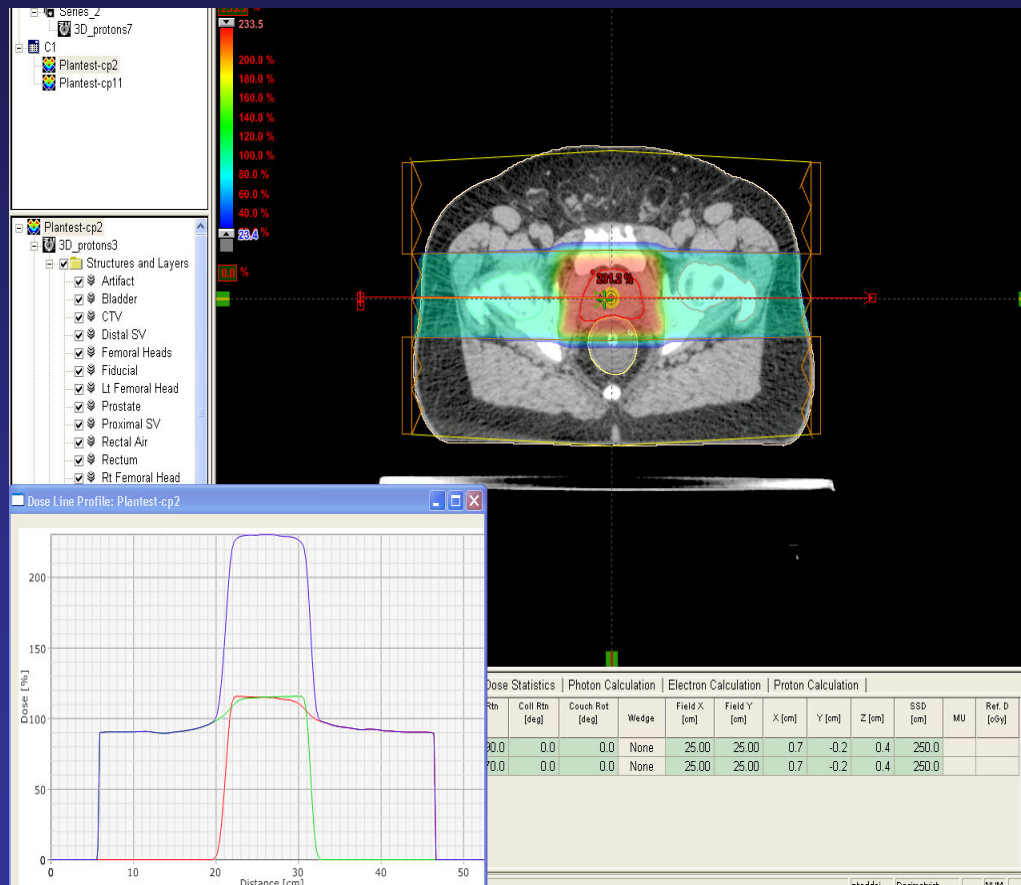 Series_2
3D_protons7
C1
Plantest-cp2
Plantest-cp11
233.5
200.0 %
180.0 %
160.0 %
140.0 %
120.0 %
100.0 %
80.0 %
60.0 %
40.0 %
23.4
0.0 %
231.2 %
Plantest-cp2
3D_protons3
Structures and Layers
Artifact
Bladder
CTV
Distal SV
Femoral Heads
Fiducial
Lt Femoral Head
Prostate
Proximal SV
Rectal Air
Rectum
Rt Femoral Head
Dose Line Profile: Plantest-cp2
Dose [%]
200
150
100
50
0
0 10 20 30 40 50
Distance [cm]
Dose Statistics | Photon Calculation | Electron Calculation | Proton Calculation |
Rtn Coll Rtn [deg] Couch Rot [deg] Wedge Field X [cm] Field Y [cm] X [cm] Y [cm] Z [cm] SSD [cm] MU Ref. D [cGy]
90.0 0.0 0.0 None 25.00 25.00 0.7 -0.2 0.4 250.0
70.0 0.0 0.0 None 25.00 25.00 0.7 -0.2 0.4 250.0
NUM